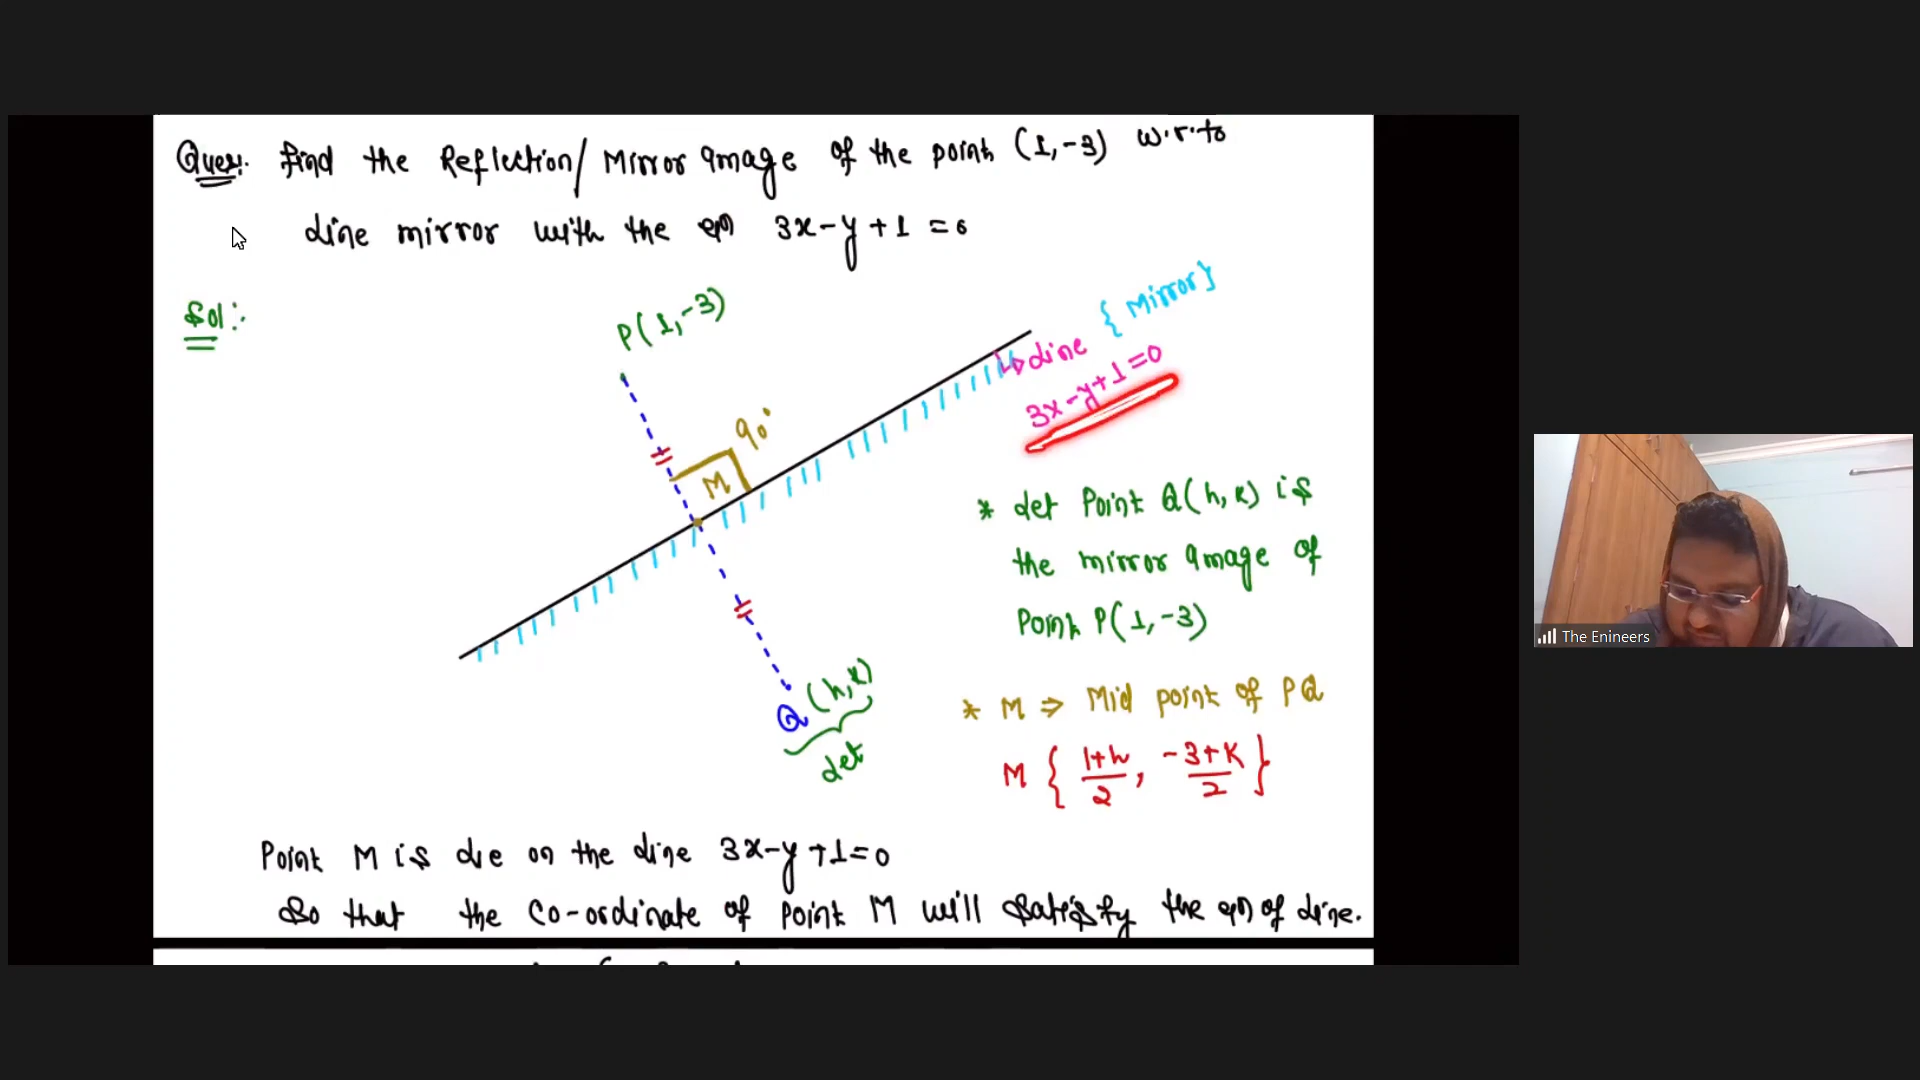 Ques:- find the Reflection/ Mirror Image of the point (1,-3) w.r.to
Line mirror with the eqn 3x-y+1=0
Sol:-
P(1,-3)
{Mirror}
Line
3x-y+1=0
90°
M
* Let Point Q(h,k) is
the mirror Image of
Point P(1,-3)
Q (h,k)
Let
* M ⇒ Mid point of PQ
M { 1+h/2, -3+k/2 }
Point M is Lie on the Line 3x-y+1=0
So that the Co-ordinate of Point M will satisfy the eqn of Line.
The Enineers